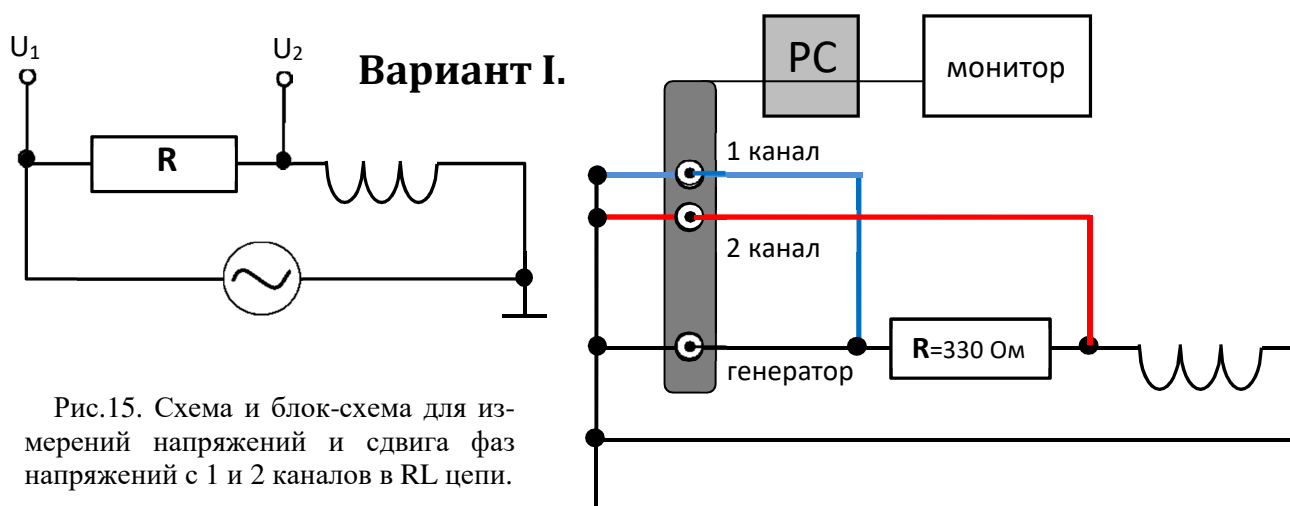 U1
U2
Вариант I.
R
Рис.15. Схема и блок-схема для из-
мерений напряжений и сдвига фаз
напряжений с 1 и 2 каналов в RL цепи.
PC
монитор
1 канал
2 канал
генератор
R=330 Ом